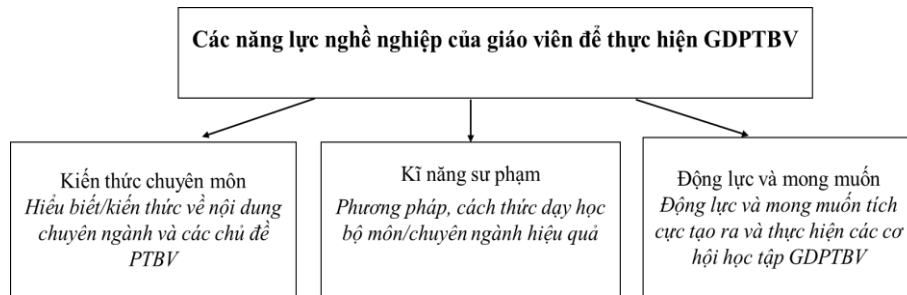 Các năng lực nghề nghiệp của giáo viên để thực hiện GDPTBV
Kiến thức chuyên môn
Hiểu biết/kiến thức về nội dung
chuyên ngành và các chủ đề
PTBV
Kĩ năng sư phạm
Phương pháp, cách thức dạy học
bộ môn/chuyên ngành hiệu quả
Động lực và mong muốn
Động lực và mong muốn tích
cực tạo ra và thực hiện các cơ
hội học tập GDPTBV